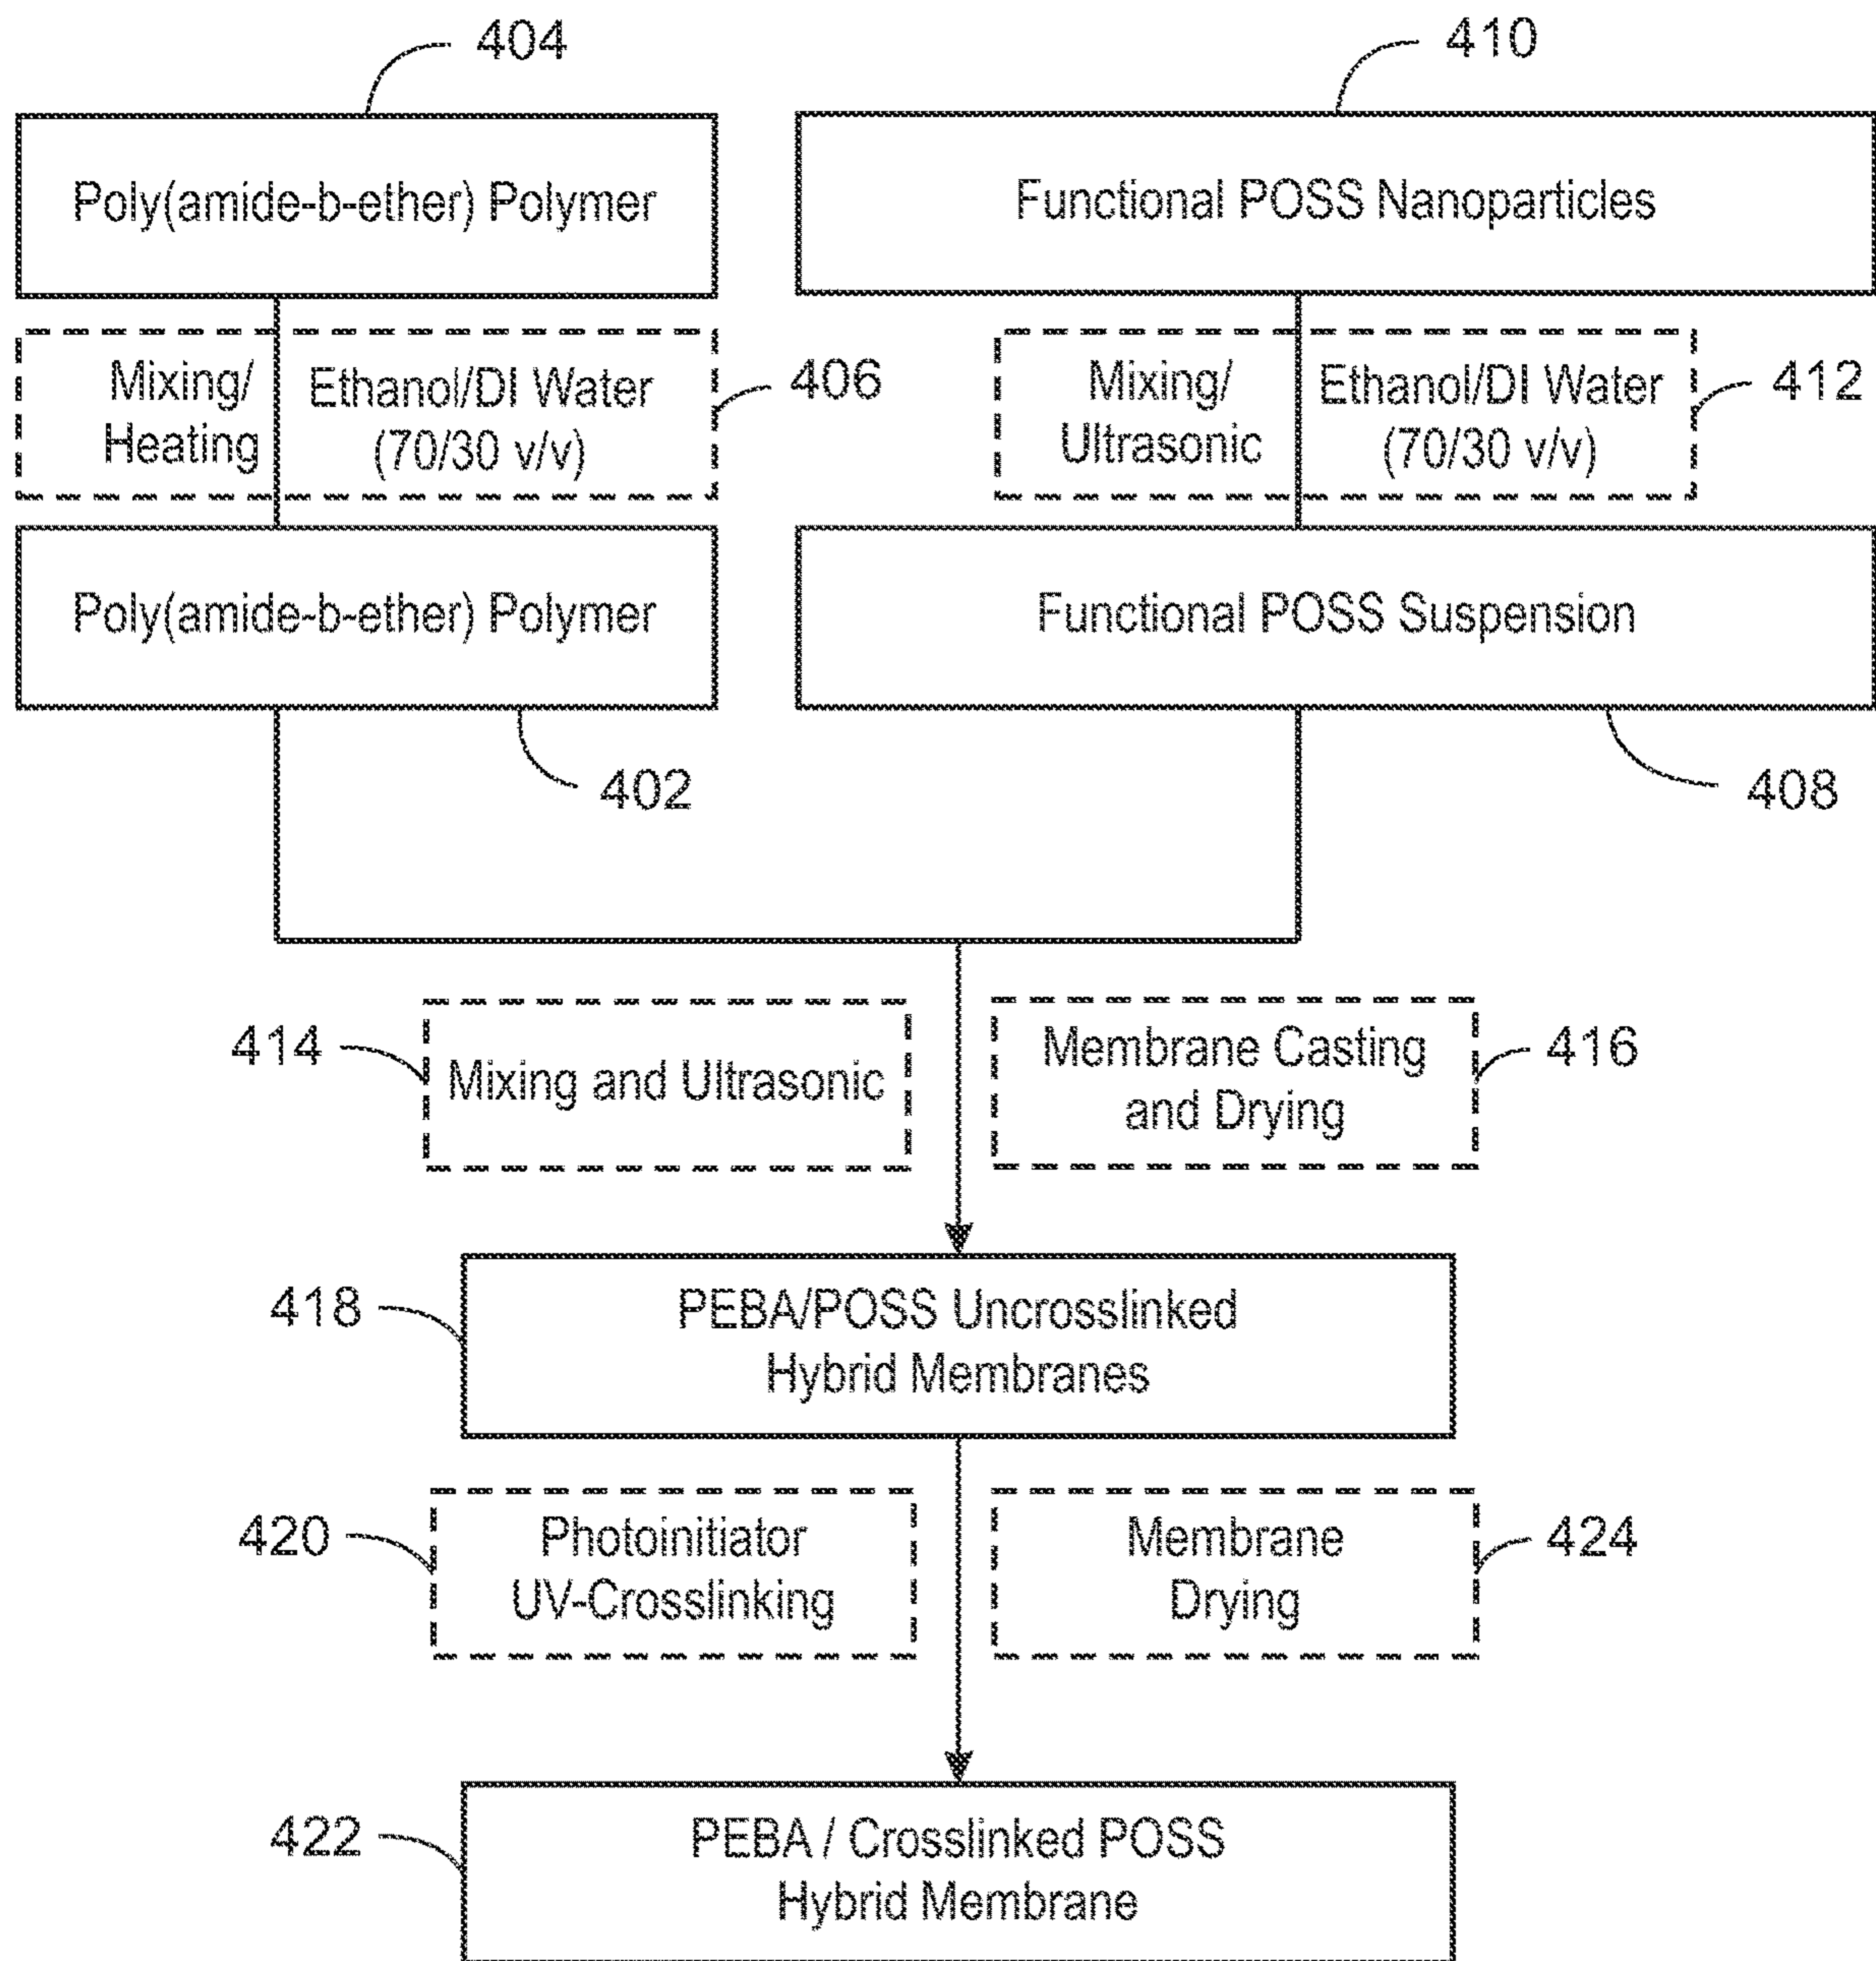 404
410
Poly(amide-b-ether) Polymer
Functional POSS Nanoparticles
Mixing/
Heating
Ethanol/DI Water
(70/30 v/v)
406
Mixing/
Ultrasonic
Ethanol/DI Water
(70/30 v/v)
412
Poly(amide-b-ether) Polymer
Functional POSS Suspension
402
408
414
Mixing and Ultrasonic
Membrane Casting
and Drying
416
418
PEBA/POSS Uncrosslinked
Hybrid Membranes
420
Photoinitiator
UV-Crosslinking
Membrane
Drying
424
422
PEBA / Crosslinked POSS
Hybrid Membrane